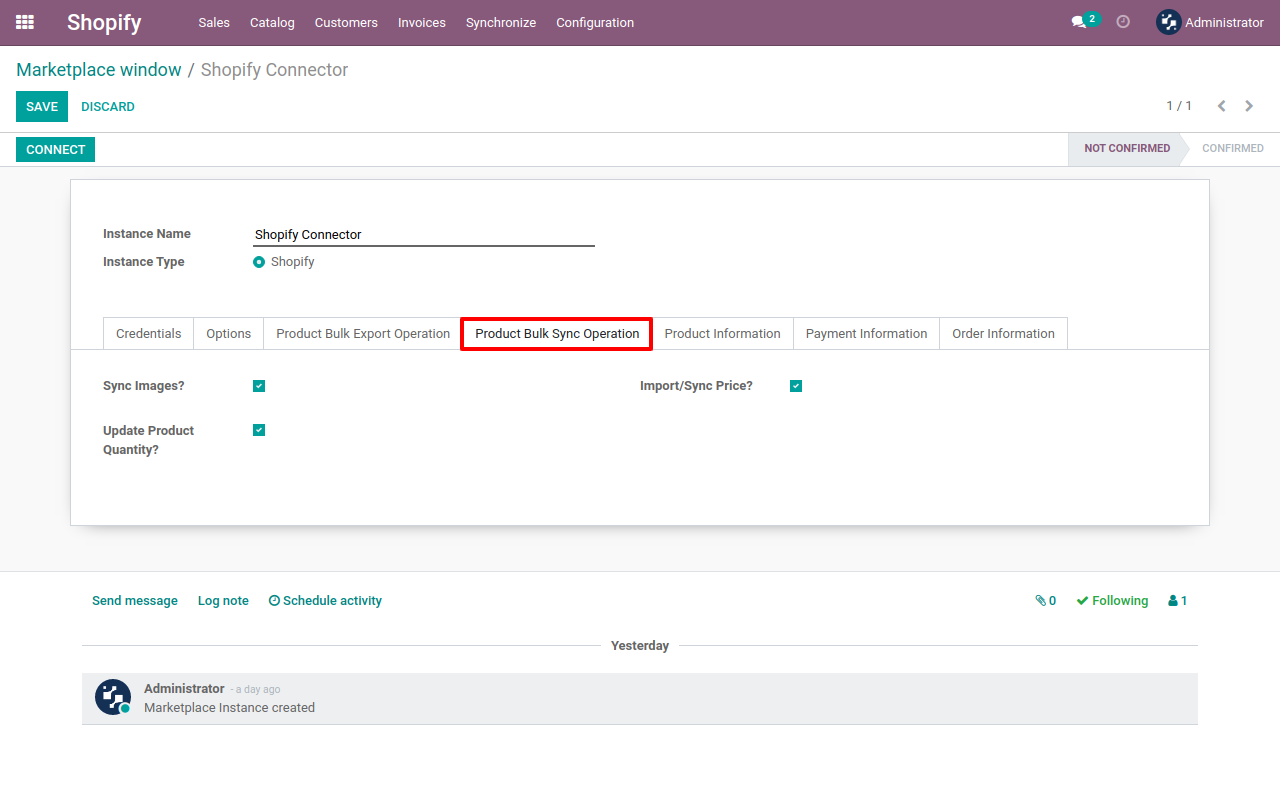 Shopify Sales Catalog Customers Invoices Synchronize Configuration 2 Administrator
Marketplace window / Shopify Connector
SAVE DISCARD 1 / 1
CONNECT NOT CONFIRMED CONFIRMED
Instance Name Shopify Connector
Instance Type Shopify
Credentials Options Product Bulk Export Operation Product Bulk Sync Operation Product Information Payment Information Order Information
Sync Images? Import/Sync Price?
Update Product
Quantity?
Send message Log note Schedule activity 0 Following 1
Yesterday
Administrator - a day ago
Marketplace Instance created